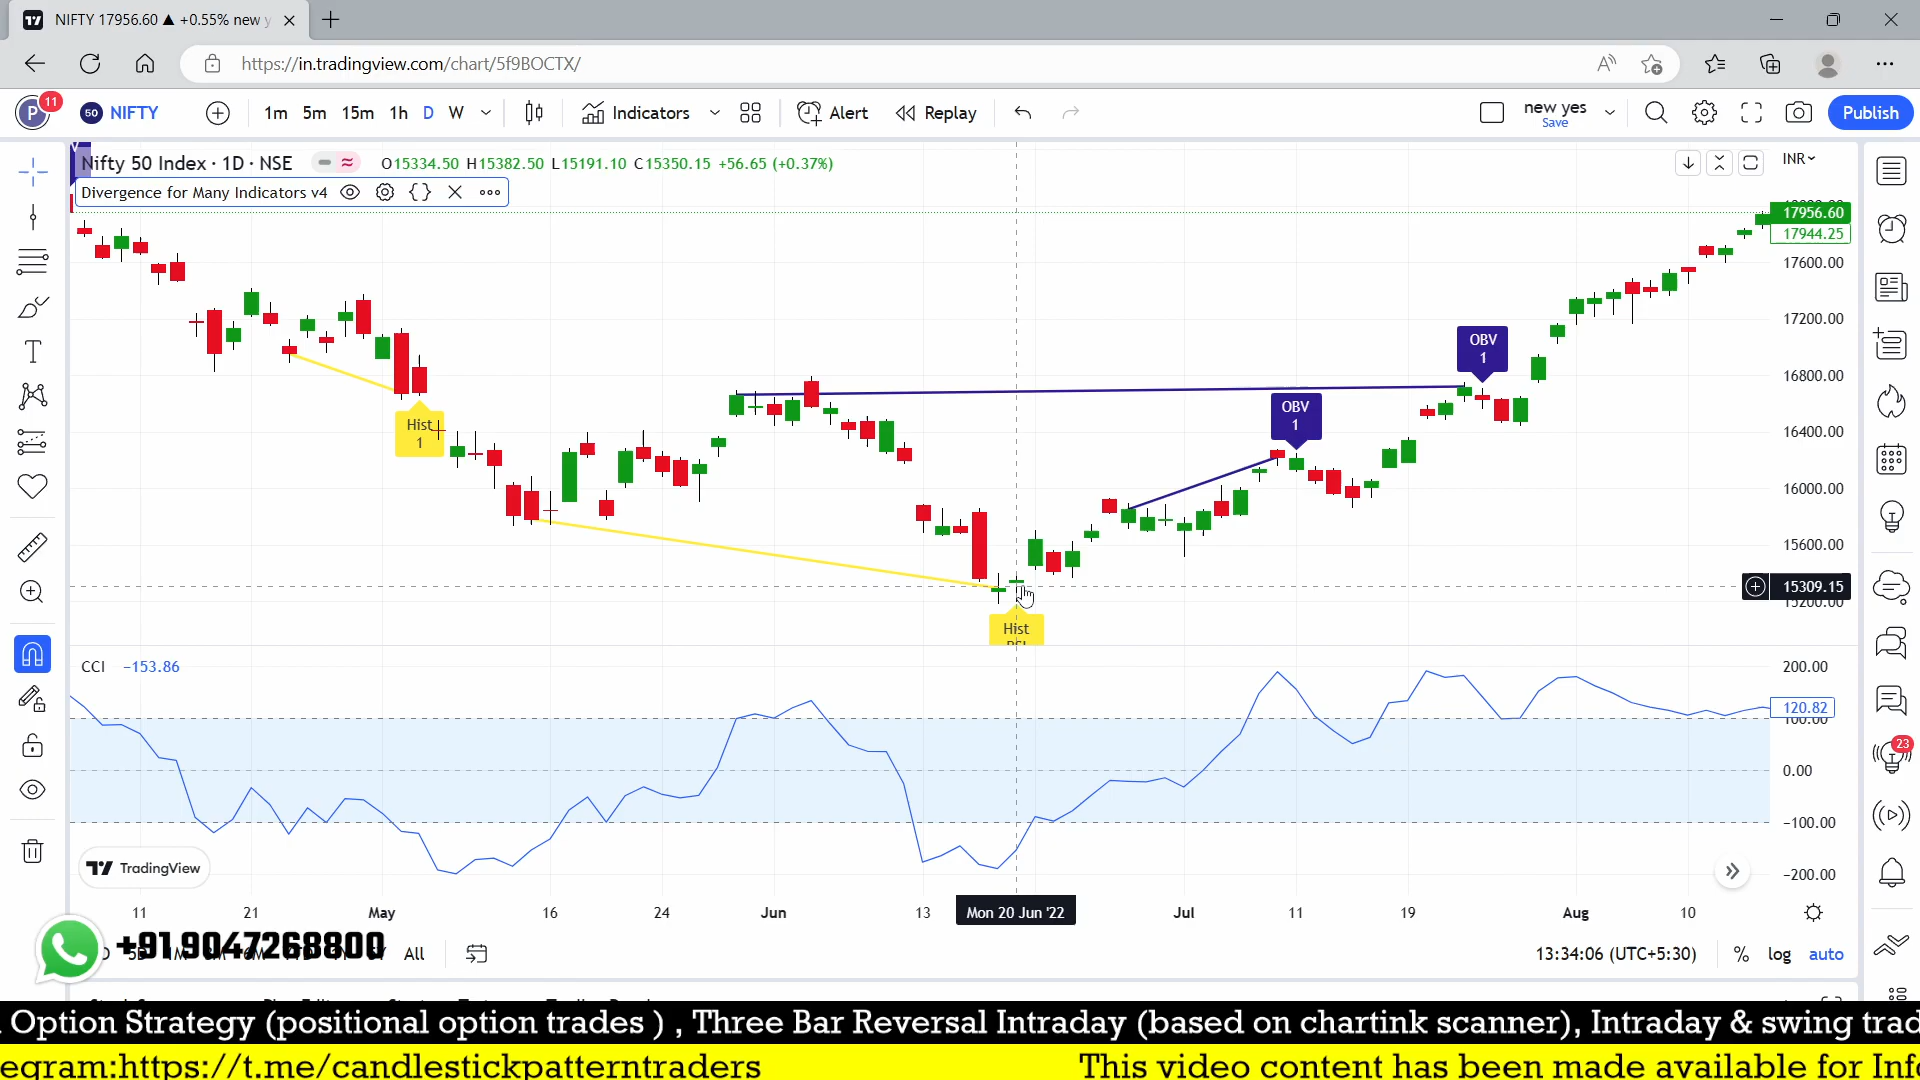 NIFTY 17956.60 ▲ +0.55% new y
https://in.tradingview.com/chart/5f9BOCTX/
P 11 50 NIFTY 1m 5m 15m 1h D W Indicators Alert Replay new yes Save Publish
Nifty 50 Index · 1D · NSE O15334.50 H15382.50 L15191.10 C15350.15 +56.65 (+0.37%) INR
Divergence for Many Indicators v4
17956.60
17944.25
17600.00
17200.00
OBV
1
16800.00
OBV
1
Hist
1
16400.00
16000.00
15600.00
15309.15
15200.00
Hist
CCI −153.86
200.00
120.82
100.00
0.00
−100.00
−200.00
23
TradingView
11 21 May 16 24 Jun 13 Mon 20 Jun '22 Jul 11 19 Aug 10
+91 9047268800
All 13:34:06 (UTC+5:30) % log auto
Option Strategy (positional option trades ) , Three Bar Reversal Intraday (based on chartink scanner), Intraday & swing trad
egram:https://t.me/candlestickpatterntraders This video content has been made available for Inf